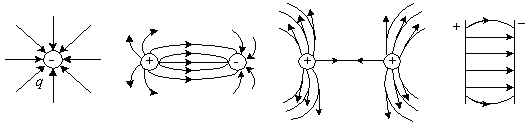 -
q
+ -
+ +
+ -